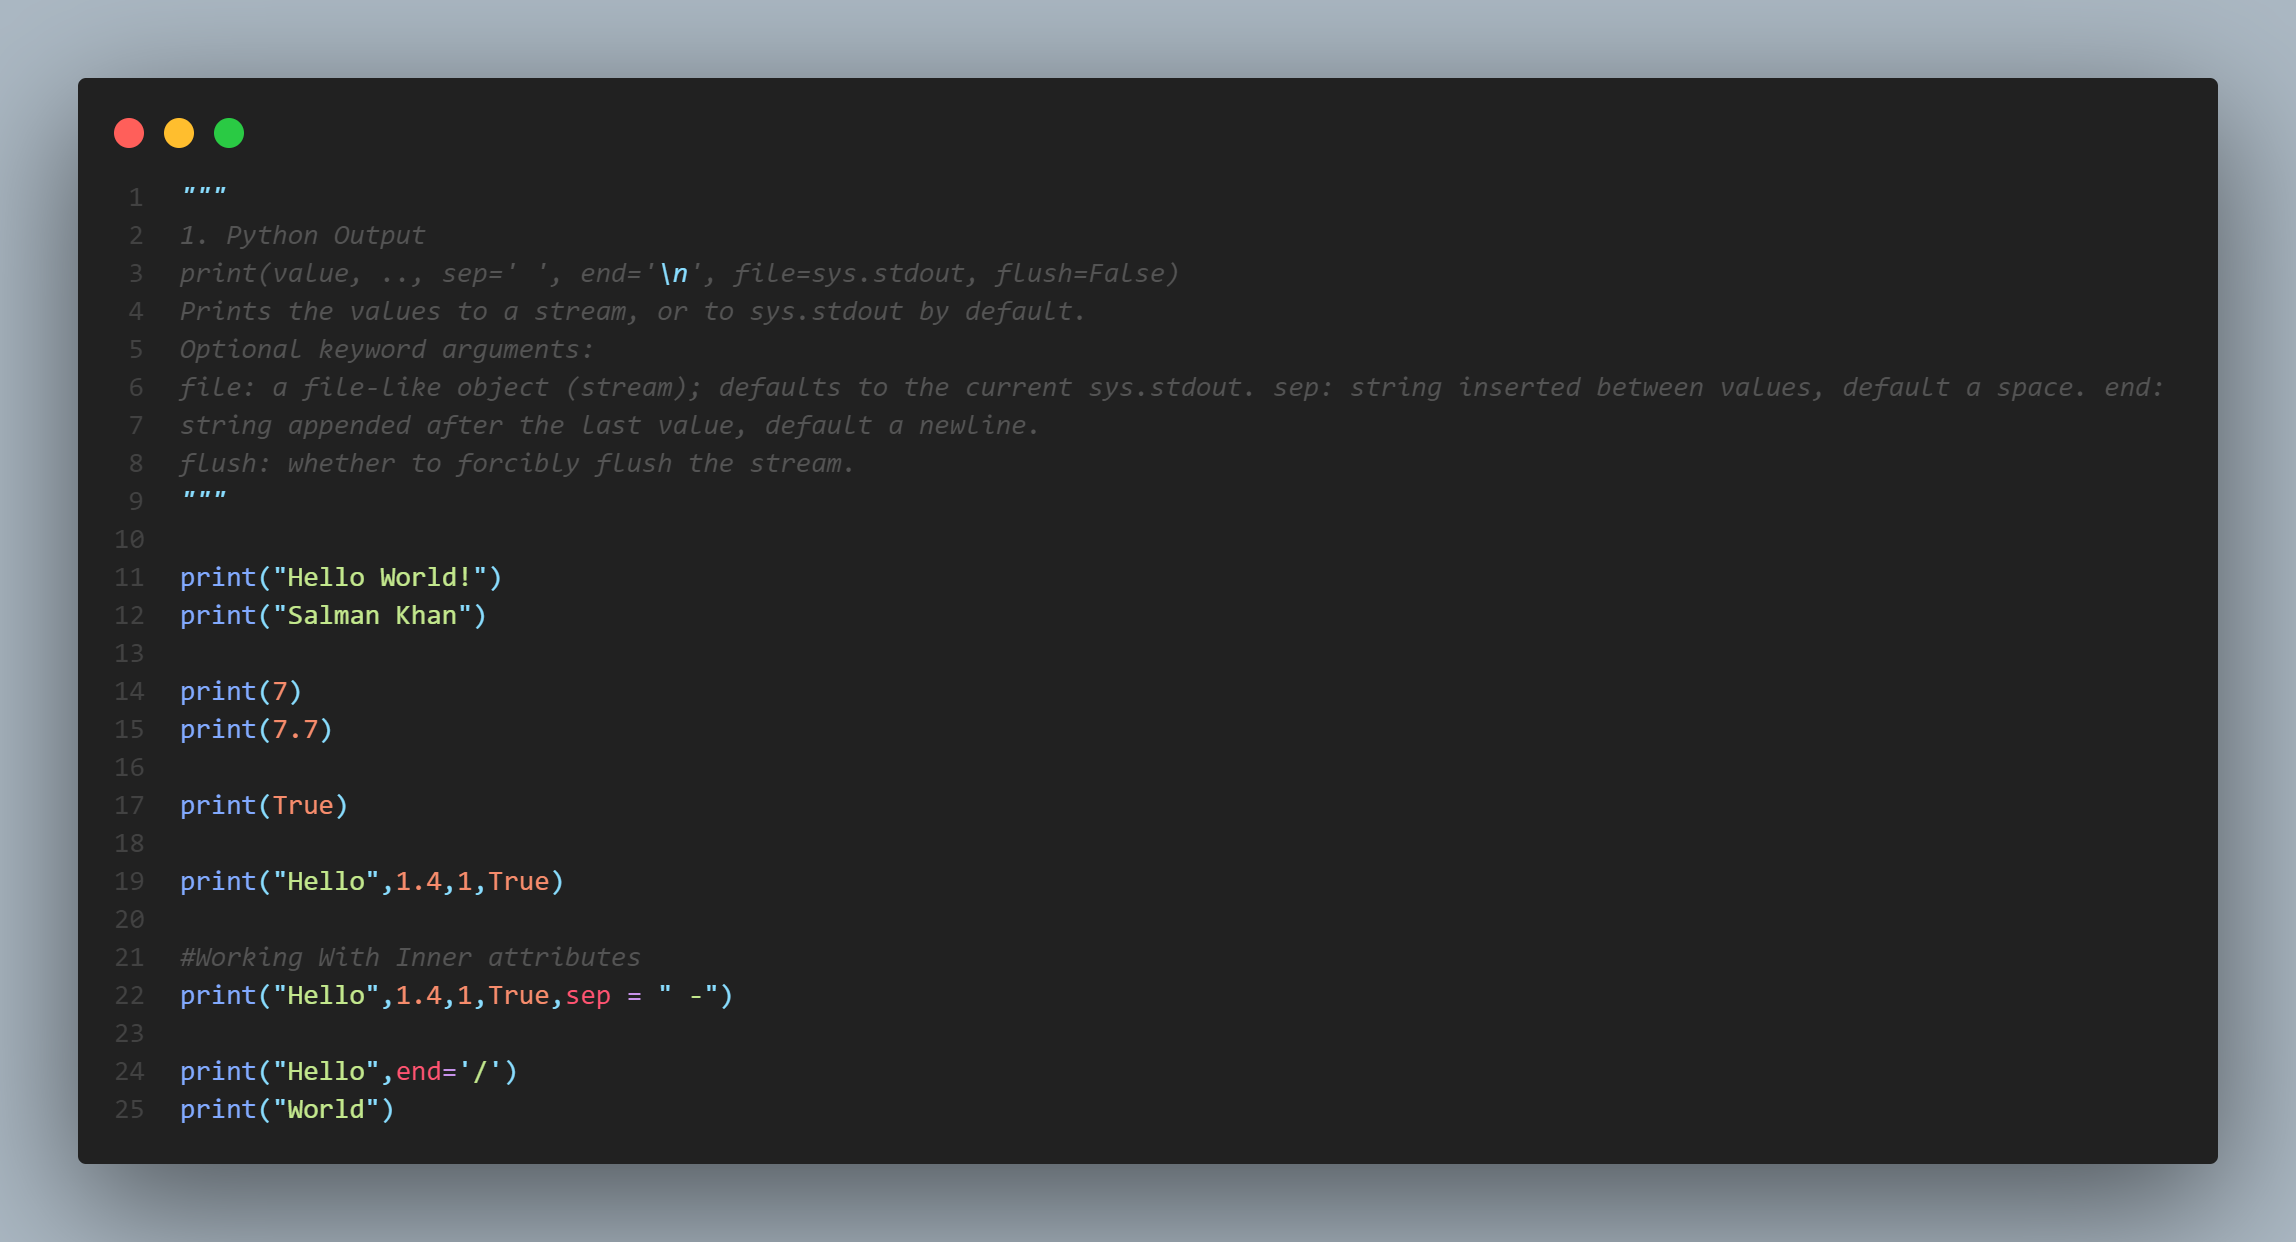 1 """
2 1. Python Output
3 print(value, .., sep=' ', end='\n', file=sys.stdout, flush=False)
4 Prints the values to a stream, or to sys.stdout by default.
5 Optional keyword arguments:
6 file: a file-like object (stream); defaults to the current sys.stdout. sep: string inserted between values, default a space. end:
7 string appended after the last value, default a newline.
8 flush: whether to forcibly flush the stream.
9 """
10
11 print("Hello World!")
12 print("Salman Khan")
13
14 print(7)
15 print(7.7)
16
17 print(True)
18
19 print("Hello",1.4,1,True)
20
21 #Working With Inner attributes
22 print("Hello",1.4,1,True,sep = " -")
23
24 print("Hello",end='/')
25 print("World")